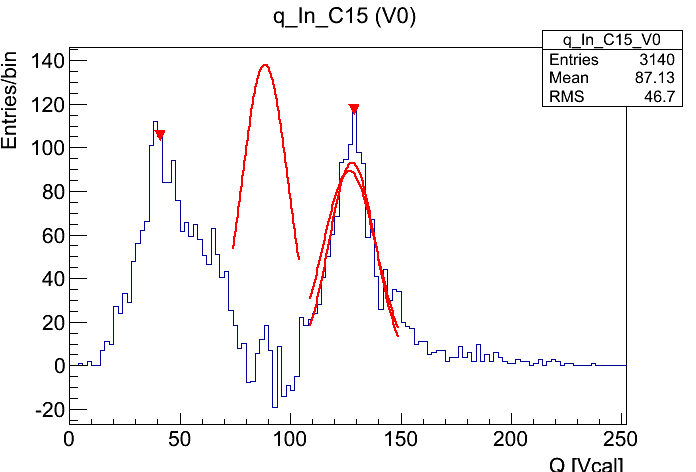 q_In_C15 (V0)
q_In_C15_V0
Entries 3140
Mean 87.13
RMS 46.7
Entries/bin
140
120
100
80
60
40
20
0
-20
0 50 100 150 200 250
Q [Vcal]